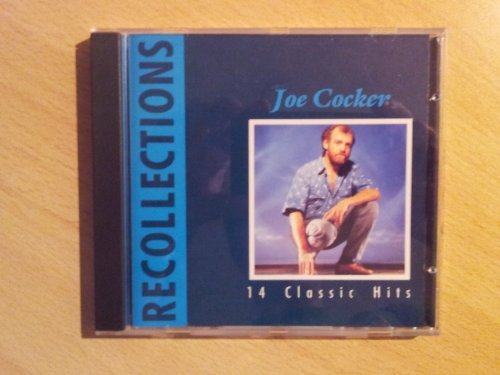 RECOLLECTIONS
Joe Cocker
14 Classic Hits